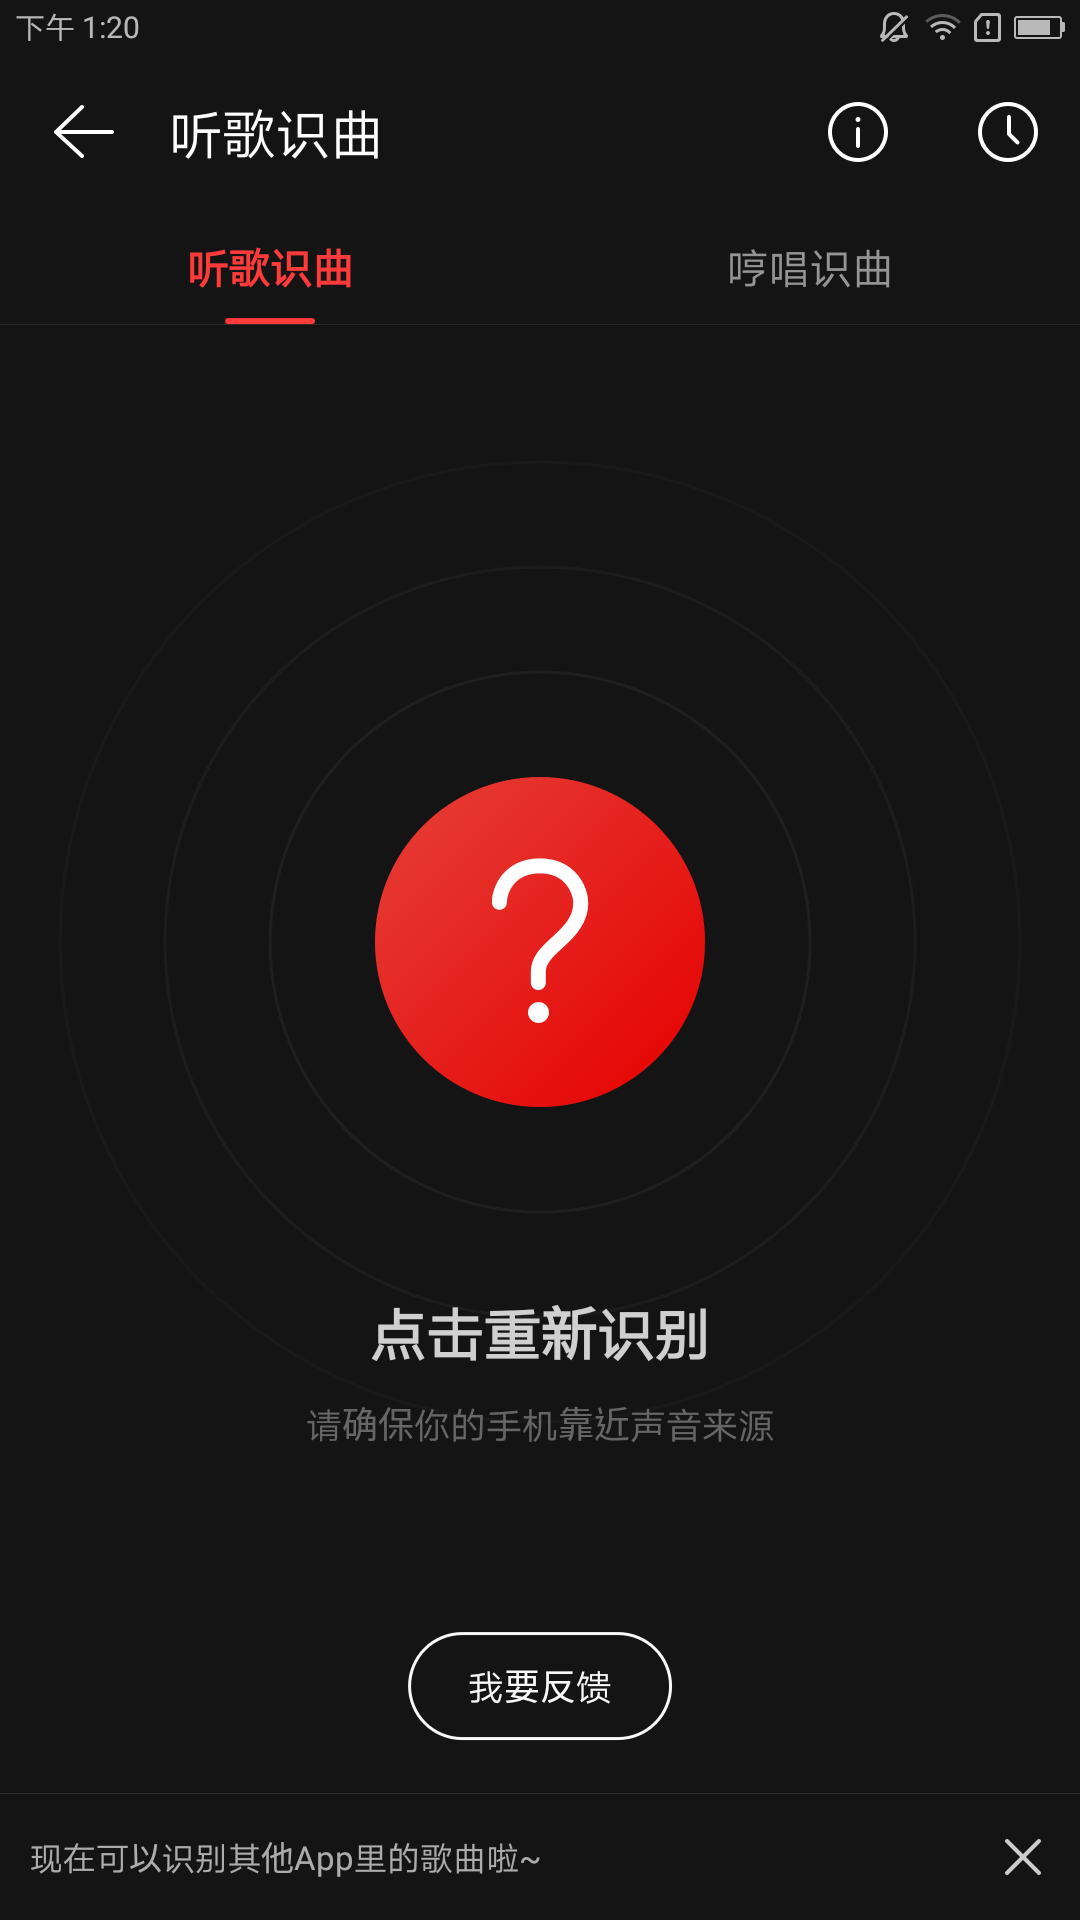 下午 1:20
听歌识曲
听歌识曲
哼唱识曲
点击重新识别
请确保你的手机靠近声音来源
我要反馈
现在可以识别其他App里的歌曲啦~